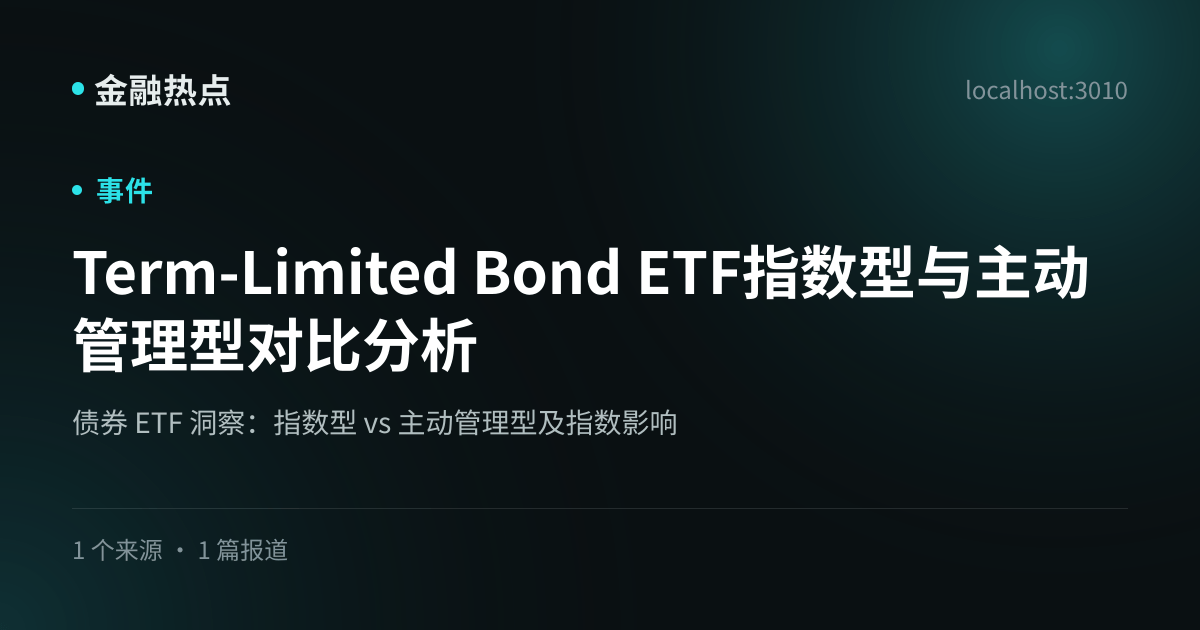 金融热点
localhost:3010
事件
Term-Limited Bond ETF指数型与主动
管理型对比分析
债券 ETF 洞察：指数型 vs 主动管理型及指数影响
1 个来源 · 1 篇报道